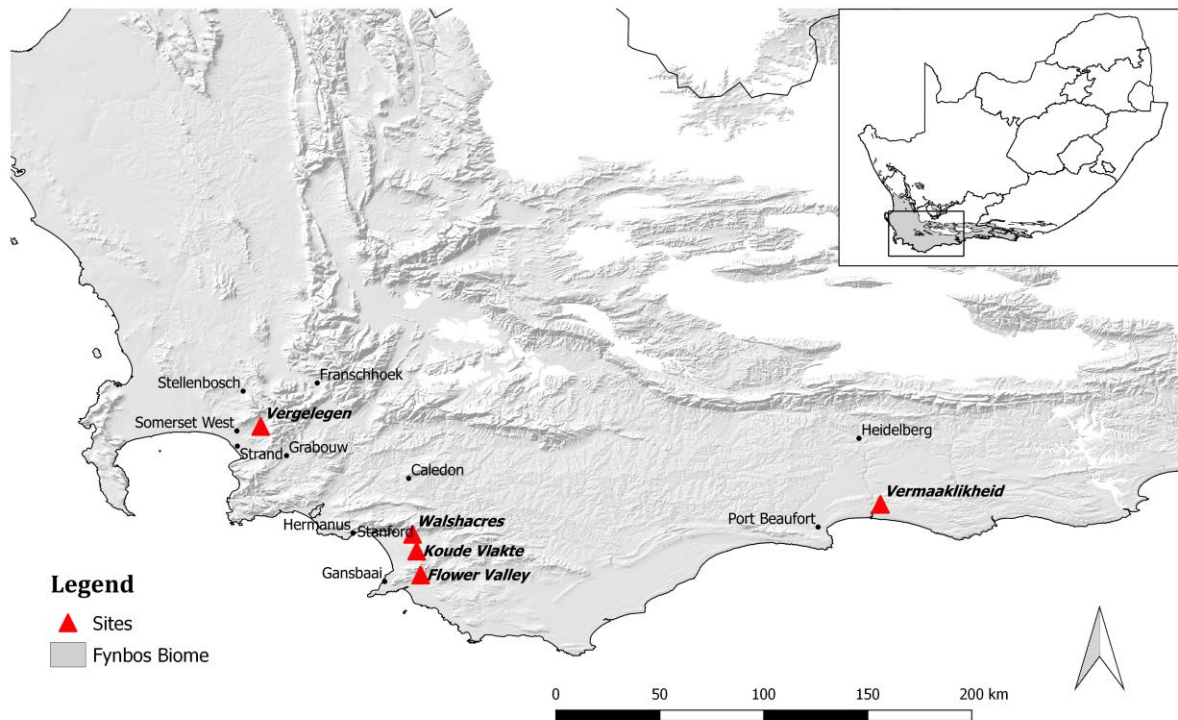 Franschhoek
Stellenbosch
Vergelegen
Somerset West
Strand
Grabouw
Heidelberg
Caledon
Vermaaklikheid
Port Beaufort
Walshacres
Hermanus
Stanford
Koude Vlakte
Gansbaai
Flower Valley
Legend
Sites
Fynbos Biome
0 50 100 150 200 km